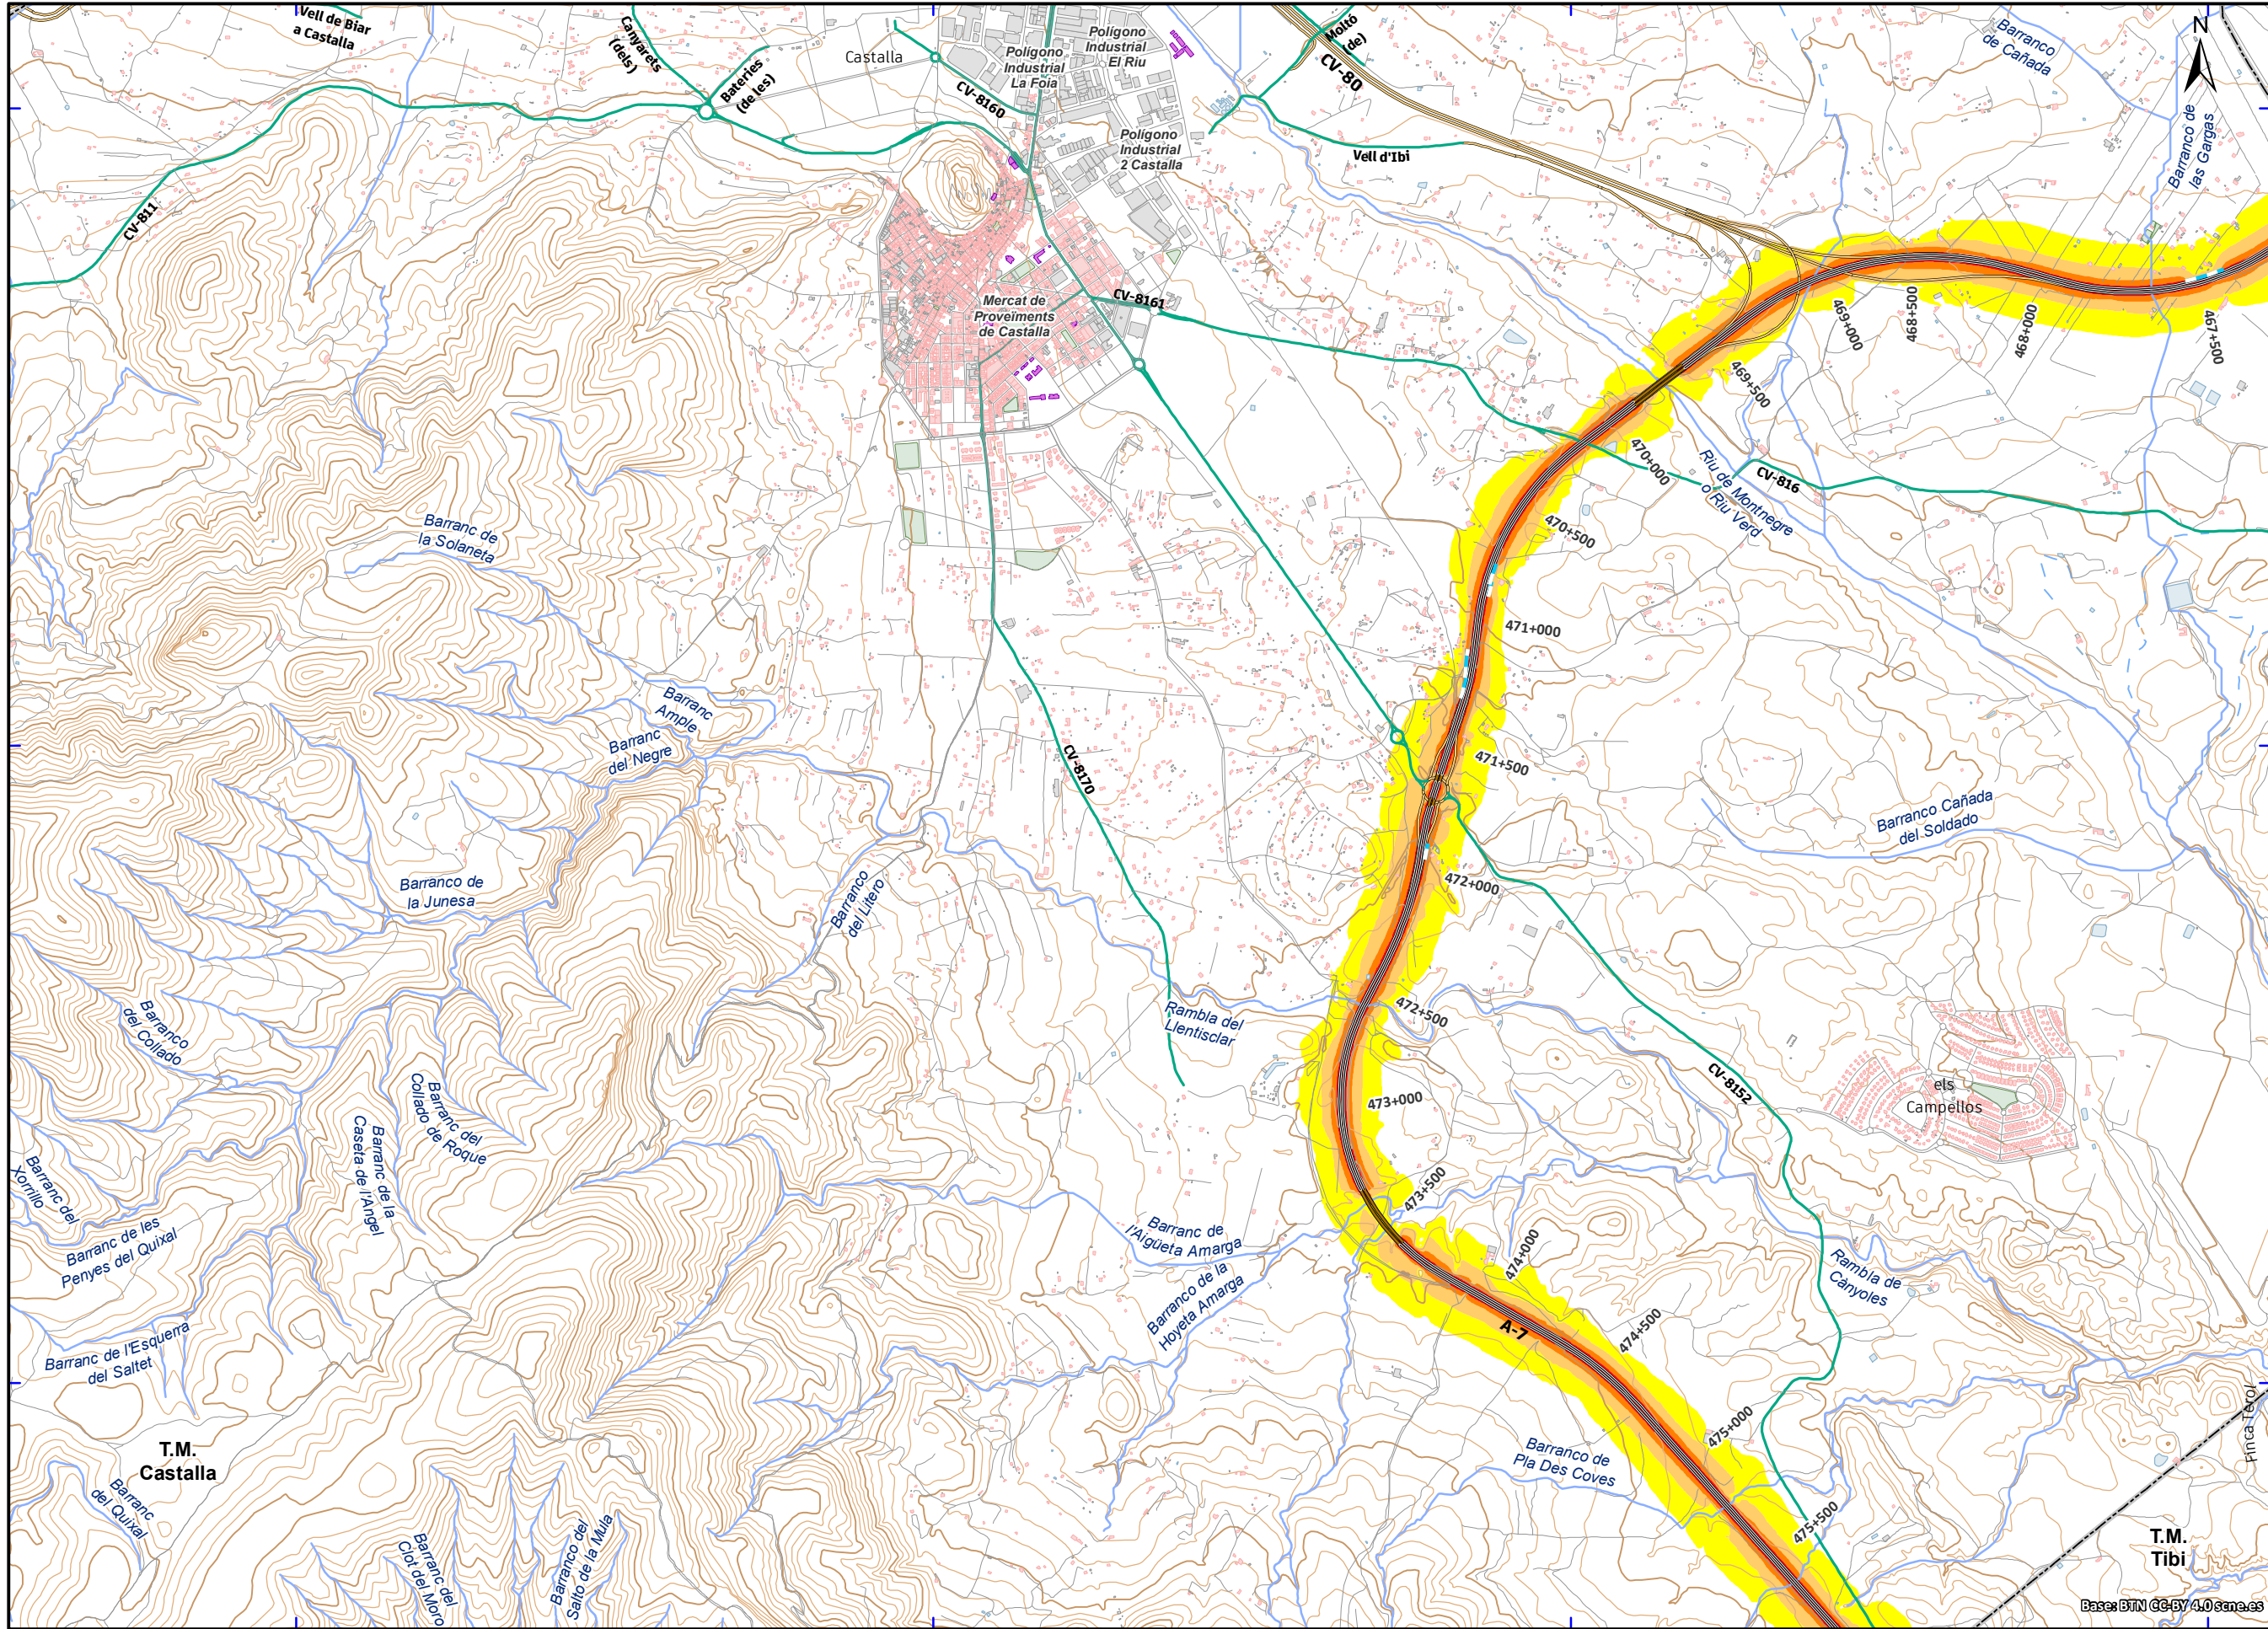 Vell de Biar
a Castalla
Canyarets
(dels)
Bateries
(de les)
Castalla
CV-8160
Polígono
Industrial
La Foia
Polígono
Industrial
El Riu
Polígono
Industrial
2 Castalla
Moltó
(de)
CV-80
Vell d'Ibi
Barranco
de Cañada
N
Barranco de
las Gargas
CV-811
Mercat de
Proveïments
de Castalla
CV-8161
467+500
468+000
468+500
469+000
469+500
470+000
470+500
Riu de Montnegre
o Riu Verd
CV-816
Barranc de
la Solaneta
471+000
Barranc
Ample
Barranc
del Negre
CV-8170
471+500
Barranco Cañada
del Soldado
Barranco de
la Junesa
Barranco
del Litero
472+000
Barranco
del Collado
Rambla del
Llentisclar
472+500
CV-8152
els
Campellos
473+000
Barranc del
Collado de Roque
Barranc de la
Caseta de l'Àngel
Barranc del
Xorrillo
Barranc de les
Penyes del Quixal
473+500
Barranc de
l'Aigüeta Amarga
Barranco de la
Hoyeta Amarga
474+000
Rambla de
Canyoles
Barranc de l'Esquerra
del Saltet
A-7
474+500
475+000
Finca Terol
T.M.
Castalla
Barranc
del Quixal
Barranco de
Pla Des Coves
475+500
Barranc del
Clot del Moro
Barranco del
Salto de la Mula
T.M.
Tibi
Base: BTN CC-BY 4.0 scne.es